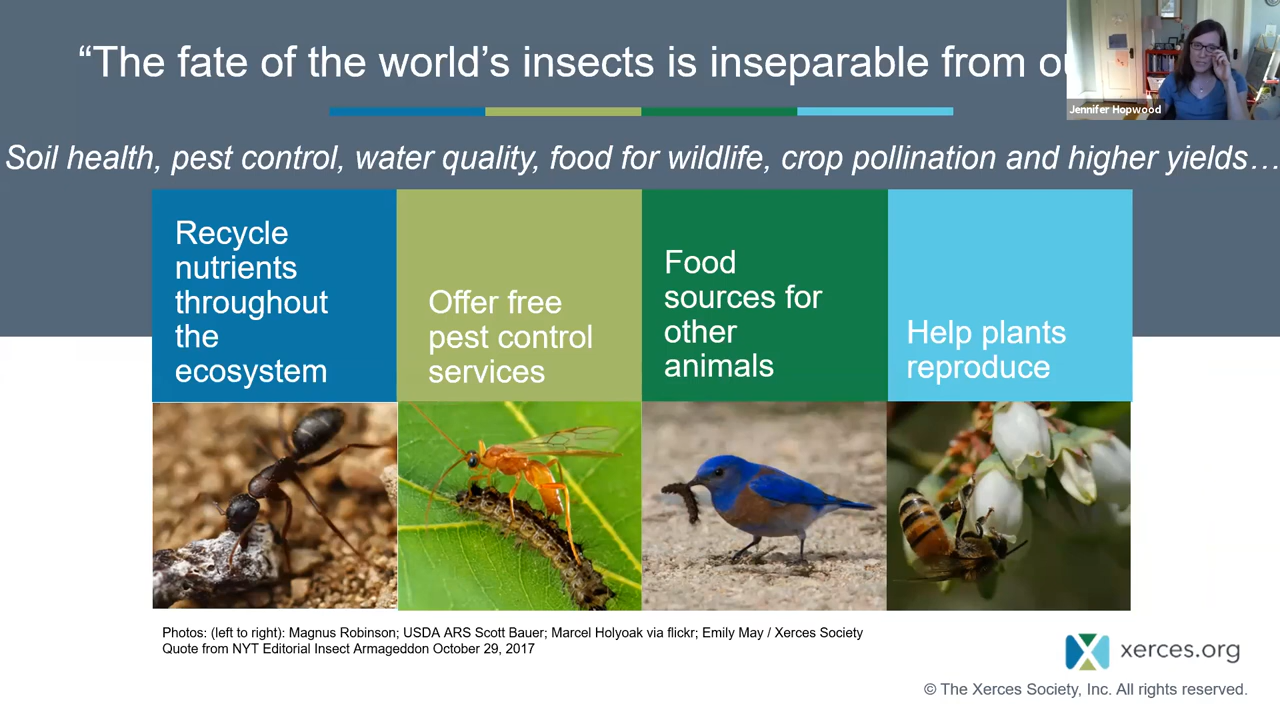 “The fate of the world’s insects is inseparable from
Jennifer Hopwood
Soil health, pest control, water quality, food for wildlife, crop pollination and higher yields…
Recycle
nutrients
throughout
the
ecosystem
Offer free
pest control
services
Food
sources for
other
animals
Help plants
reproduce
Photos: (left to right): Magnus Robinson; USDA ARS Scott Bauer; Marcel Holyoak via flickr; Emily May / Xerces Society
Quote from NYT Editorial Insect Armageddon October 29, 2017
xerces.org
© The Xerces Society, Inc. All rights reserved.